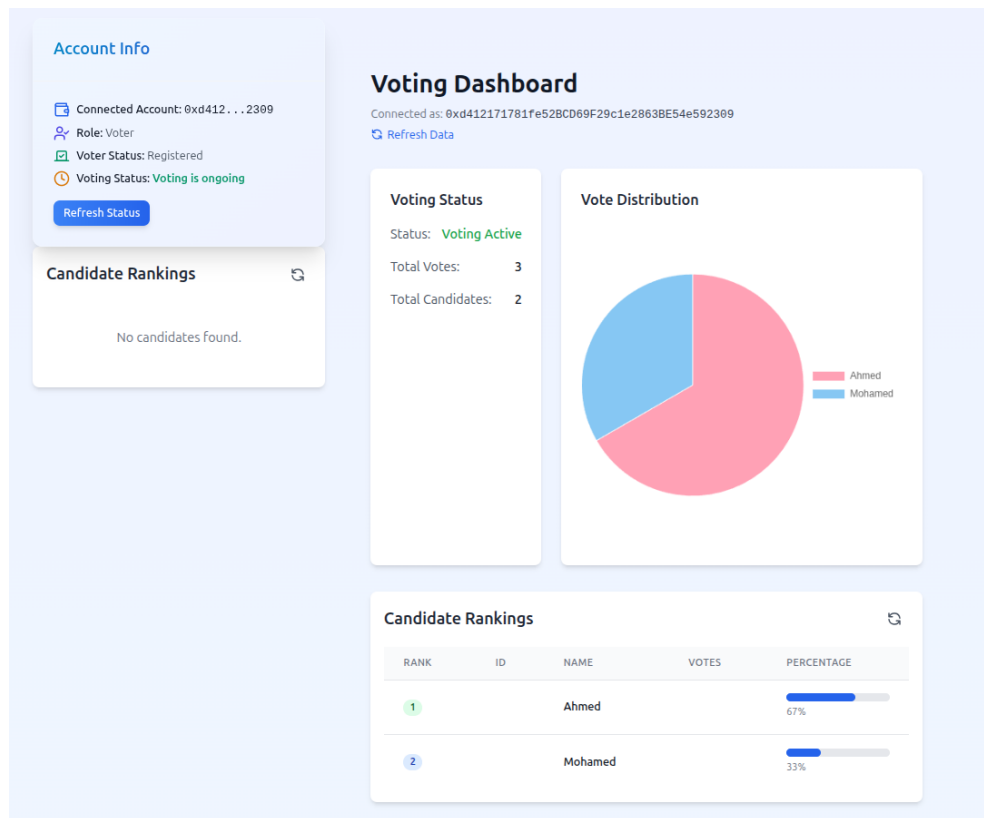 Account Info
Connected Account: 0xd412...2309
Role: Voter
Voter Status: Registered
Voting Status: Voting is ongoing
Refresh Status
Candidate Rankings
No candidates found.
Voting Dashboard
Connected as: 0xd412171781fe52BCD69F29c1e2863BE54e592309
Refresh Data
Voting Status
Status: Voting Active
Total Votes: 3
Total Candidates: 2
Vote Distribution
Ahmed
Mohamed
Candidate Rankings
RANK ID NAME VOTES PERCENTAGE
1 Ahmed 67%
2 Mohamed 33%